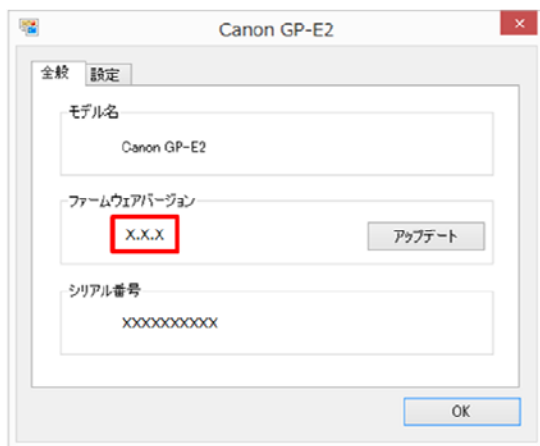 Canon GP-E2
全般 設定
モデル名
Canon GP-E2
ファームウェアバージョン
X.X.X アップデート
シリアル番号
XXXXXXXXXX
OK